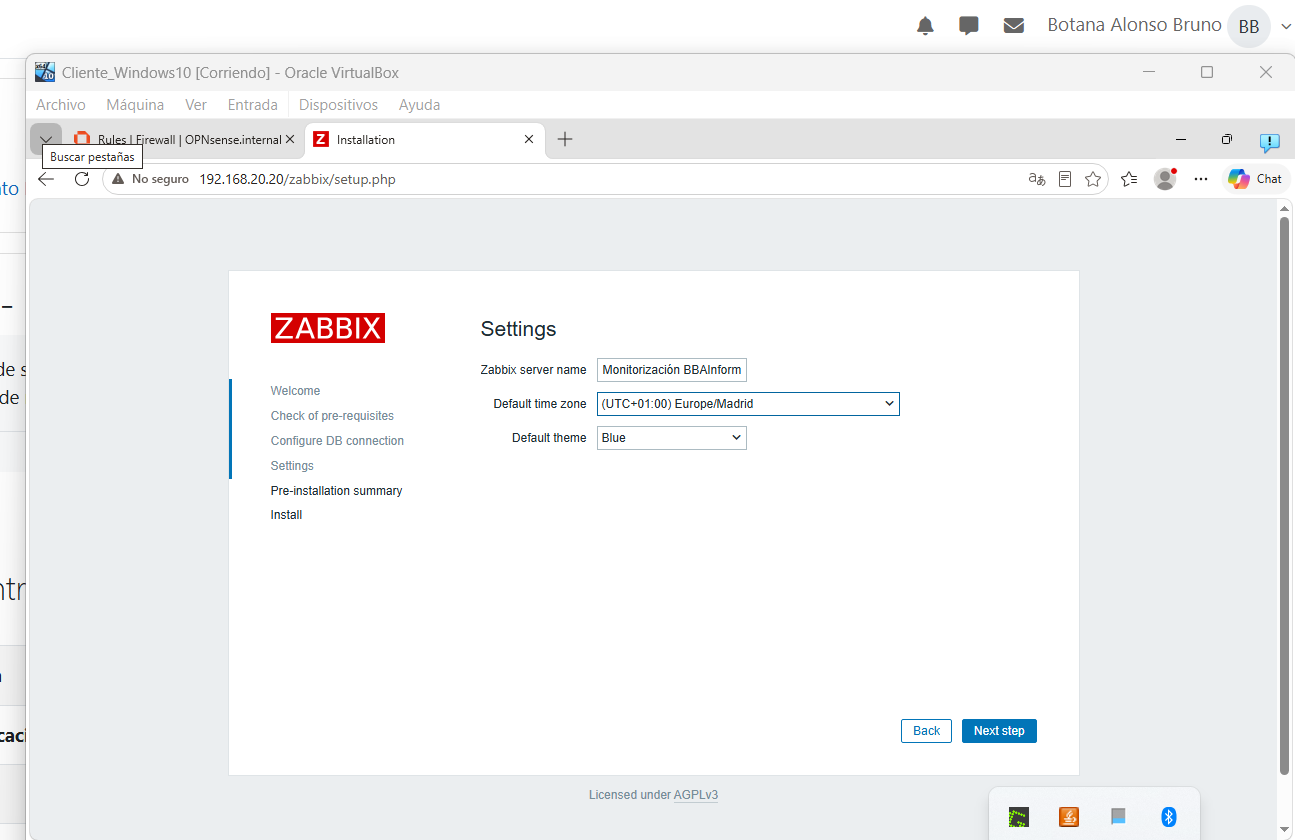 Botana Alonso Bruno BB
Cliente_Windows10 [Corriendo] - Oracle VirtualBox
Archivo Máquina Ver Entrada Dispositivos Ayuda
Rules | Firewall | OPNsense.internal Installation
Buscar pestañas
No seguro 192.168.20.20/zabbix/setup.php Chat
ZABBIX
Settings
Zabbix server name Monitorización BBAInform
Default time zone (UTC+01:00) Europe/Madrid
Default theme Blue
Welcome
Check of pre-requisites
Configure DB connection
Settings
Pre-installation summary
Install
Back Next step
Licensed under AGPLv3
de